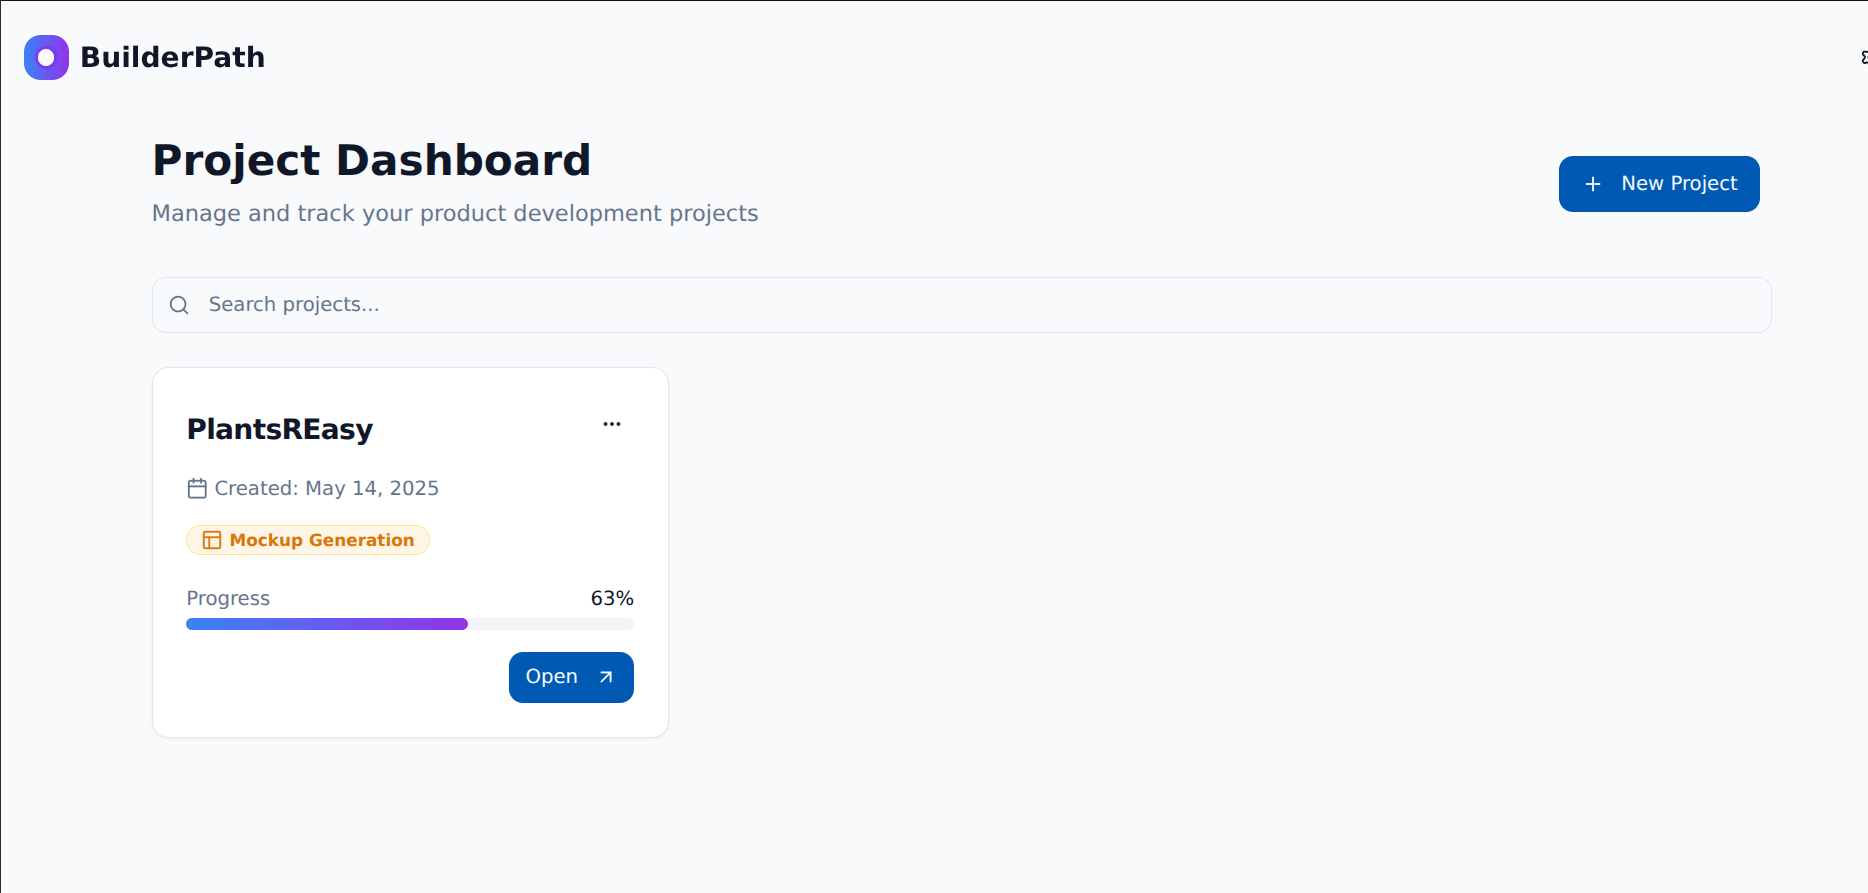 BuilderPath
Project Dashboard
Manage and track your product development projects
New Project
Search projects...
PlantsREasy
Created: May 14, 2025
Mockup Generation
Progress 63%
Open